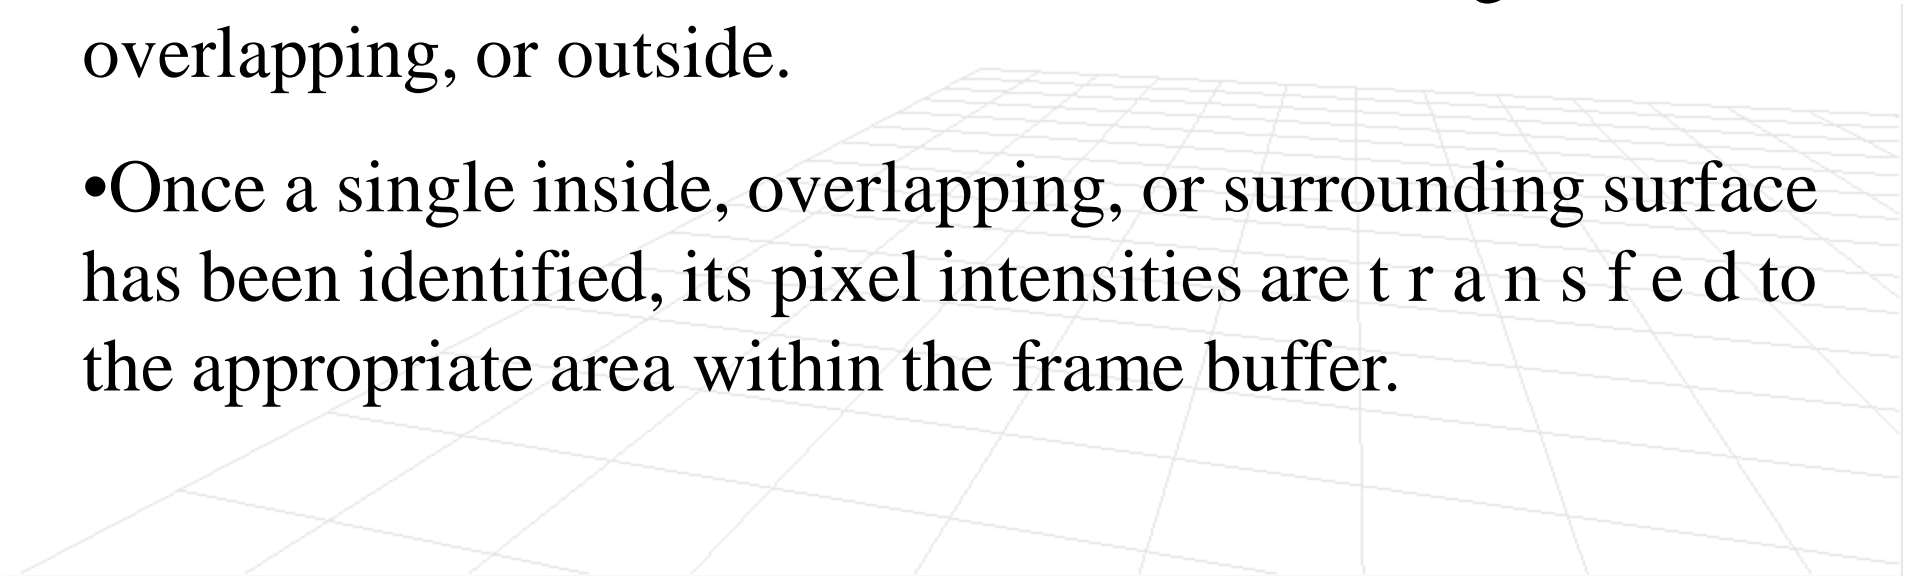 overlapping, or outside.
•Once a single inside, overlapping, or surrounding surface
has been identified, its pixel intensities are t r a n s f e d to
the appropriate area within the frame buffer.